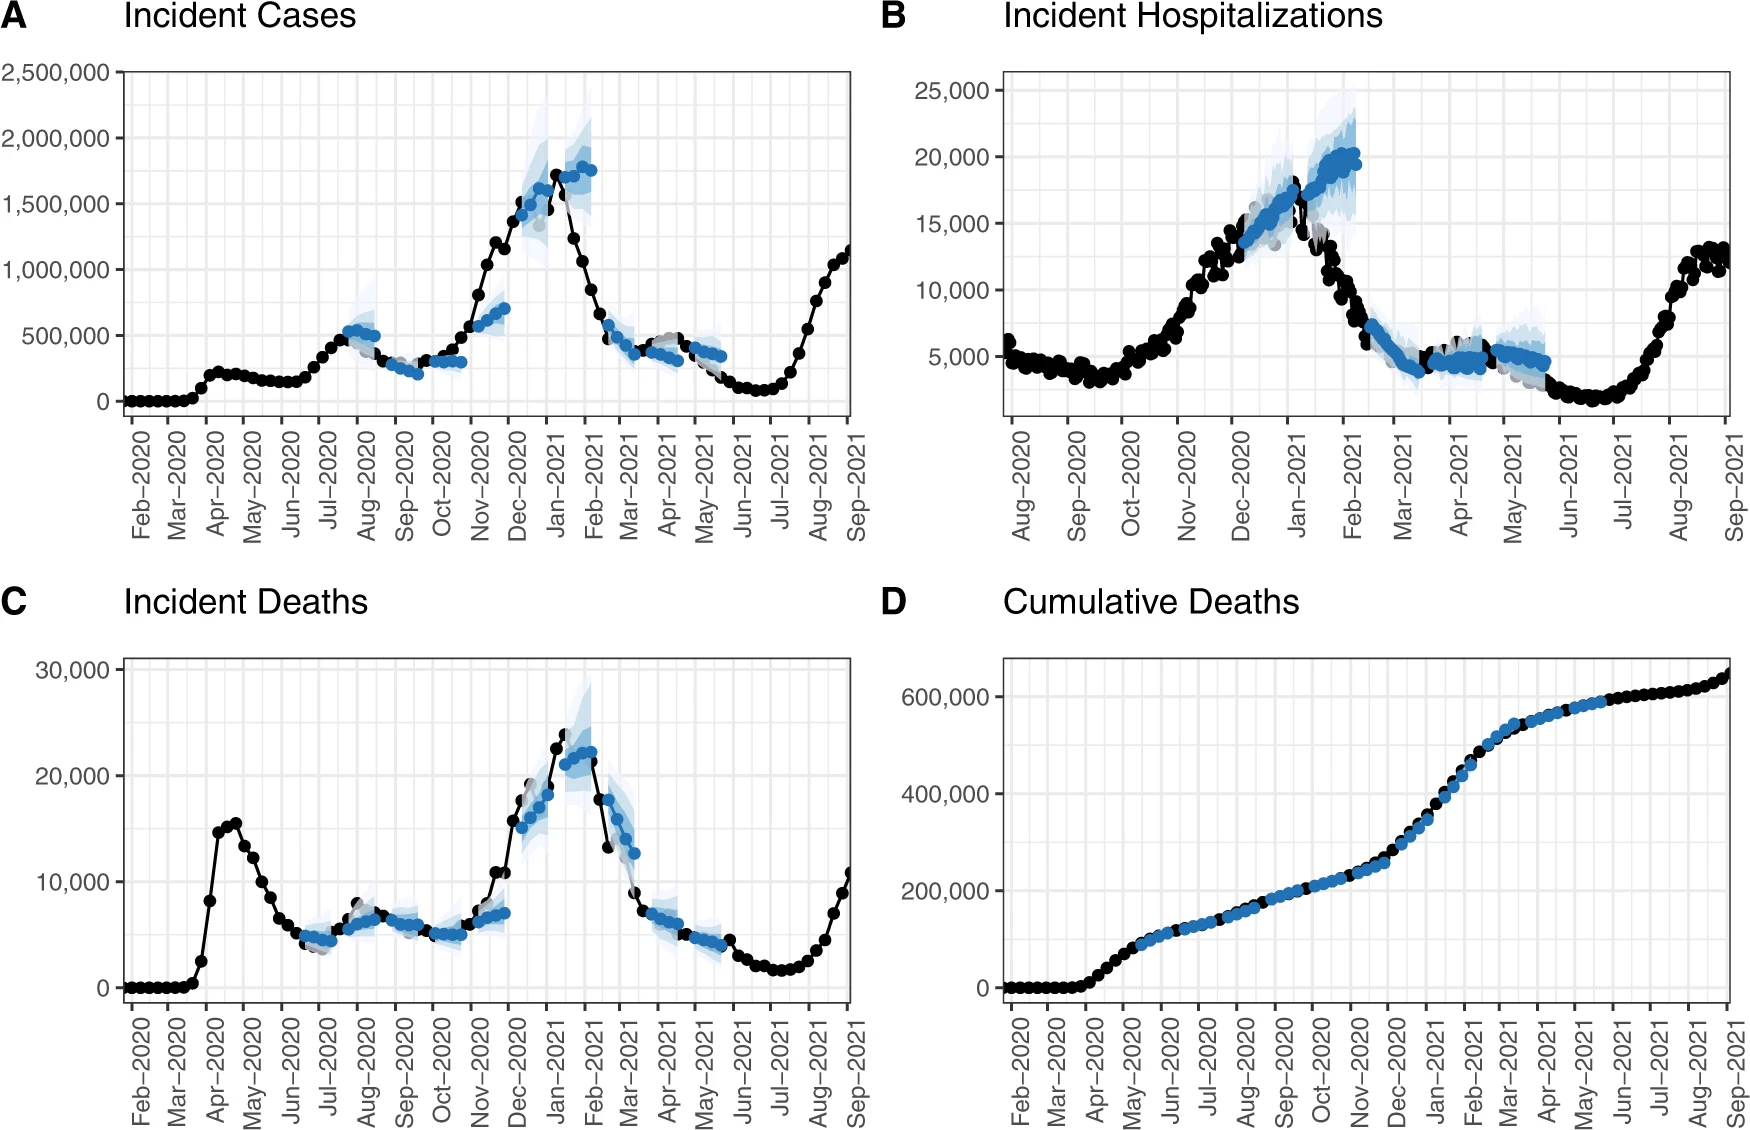 A Incident Cases
2,500,000
2,000,000
1,500,000
1,000,000
500,000
0
Feb−2020
Mar−2020
Apr−2020
May−2020
Jun−2020
Jul−2020
Aug−2020
Sep−2020
Oct−2020
Nov−2020
Dec−2020
Jan−2021
Feb−2021
Mar−2021
Apr−2021
May−2021
Jun−2021
Jul−2021
Aug−2021
Sep−2021
B Incident Hospitalizations
25,000
20,000
15,000
10,000
5,000
Aug−2020
Sep−2020
Oct−2020
Nov−2020
Dec−2020
Jan−2021
Feb−2021
Mar−2021
Apr−2021
May−2021
Jun−2021
Jul−2021
Aug−2021
Sep−2021
C Incident Deaths
30,000
20,000
10,000
0
Feb−2020
Mar−2020
Apr−2020
May−2020
Jun−2020
Jul−2020
Aug−2020
Sep−2020
Oct−2020
Nov−2020
Dec−2020
Jan−2021
Feb−2021
Mar−2021
Apr−2021
May−2021
Jun−2021
Jul−2021
Aug−2021
Sep−2021
D Cumulative Deaths
600,000
400,000
200,000
0
Feb−2020
Mar−2020
Apr−2020
May−2020
Jun−2020
Jul−2020
Aug−2020
Sep−2020
Oct−2020
Nov−2020
Dec−2020
Jan−2021
Feb−2021
Mar−2021
Apr−2021
May−2021
Jun−2021
Jul−2021
Aug−2021
Sep−2021